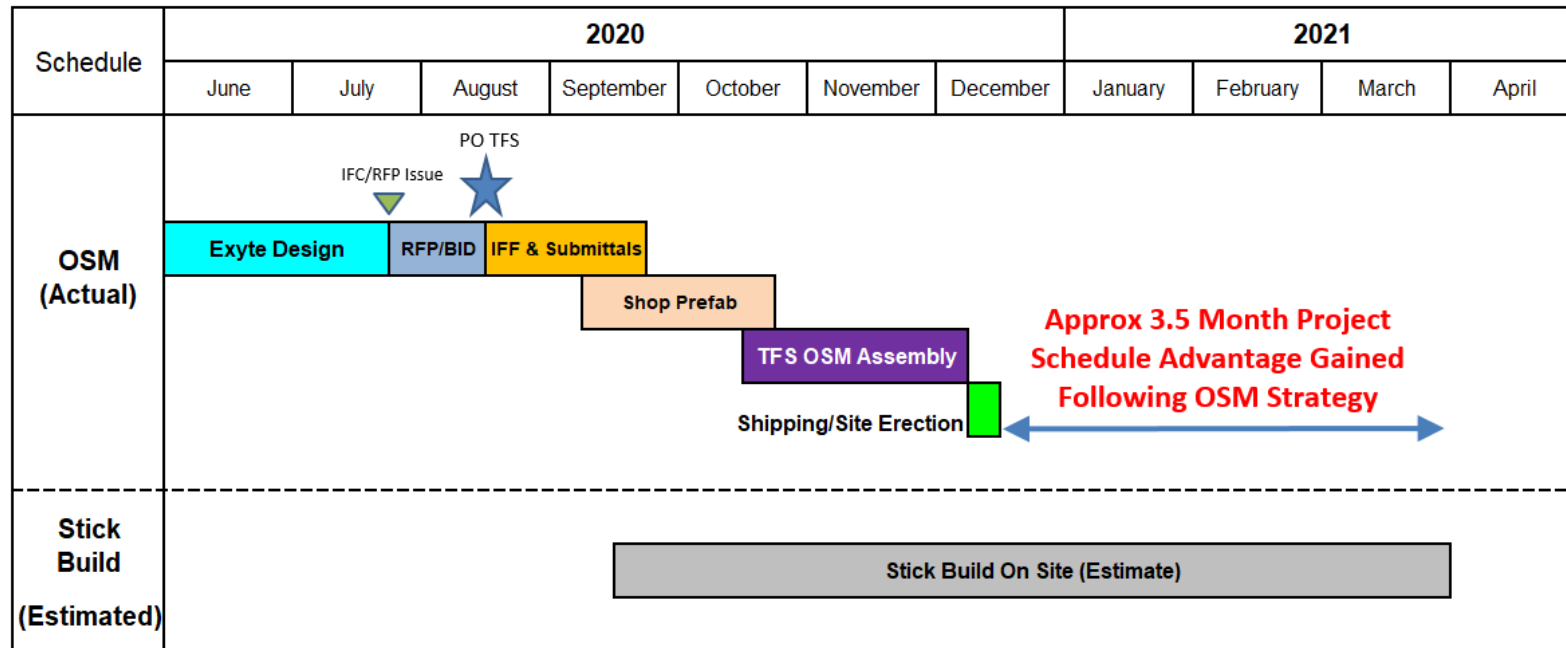 Schedule
2020
2021
June
July
August
September
October
November
December
January
February
March
April
OSM
(Actual)
PO TFS
IFC/RFP Issue
Exyte Design
RFP/BID
IFF & Submittals
Shop Prefab
TFS OSM Assembly
Shipping/Site Erection
Approx 3.5 Month Project
Schedule Advantage Gained
Following OSM Strategy
Stick
Build
(Estimated)
Stick Build On Site (Estimate)